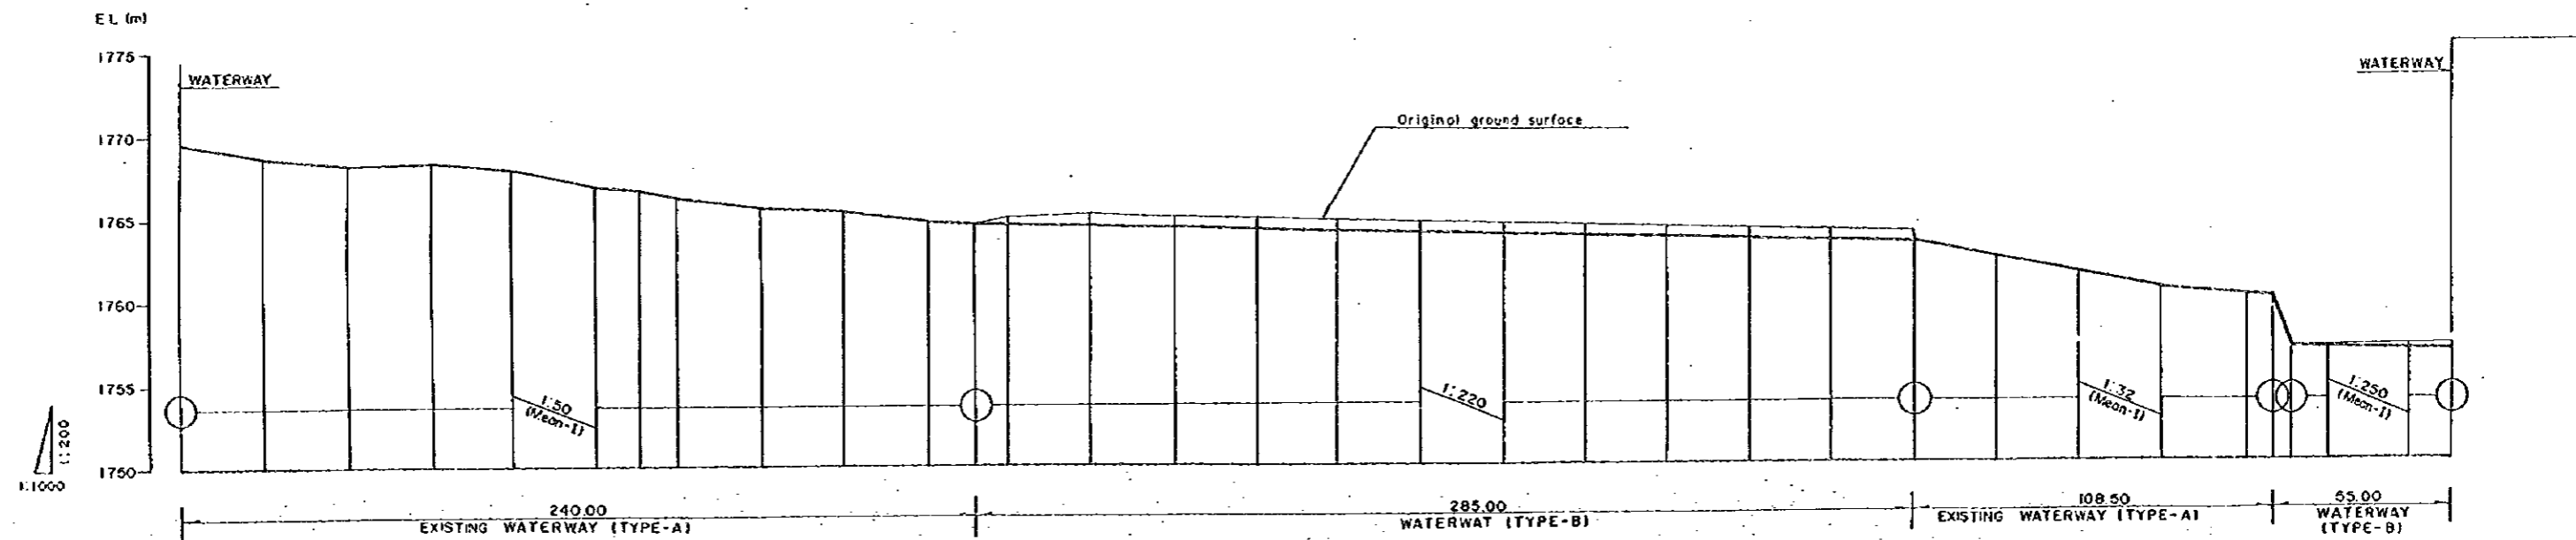 EL (m)
1775
WATERWAY
WATERWAY
1770
Original ground surface
1765
1760
1755
1:50
(Mean-I)
1:220
1:32
(Mean-I)
1:250
(Mean-I)
1:200
1750
1:1000
240.00
285.00
108.50
55.00
EXISTING WATERWAY (TYPE-A)
WATERWAT (TYPE-B)
EXISTING WATERWAY (TYPE-A)
WATERWAY
(TYPE-B)